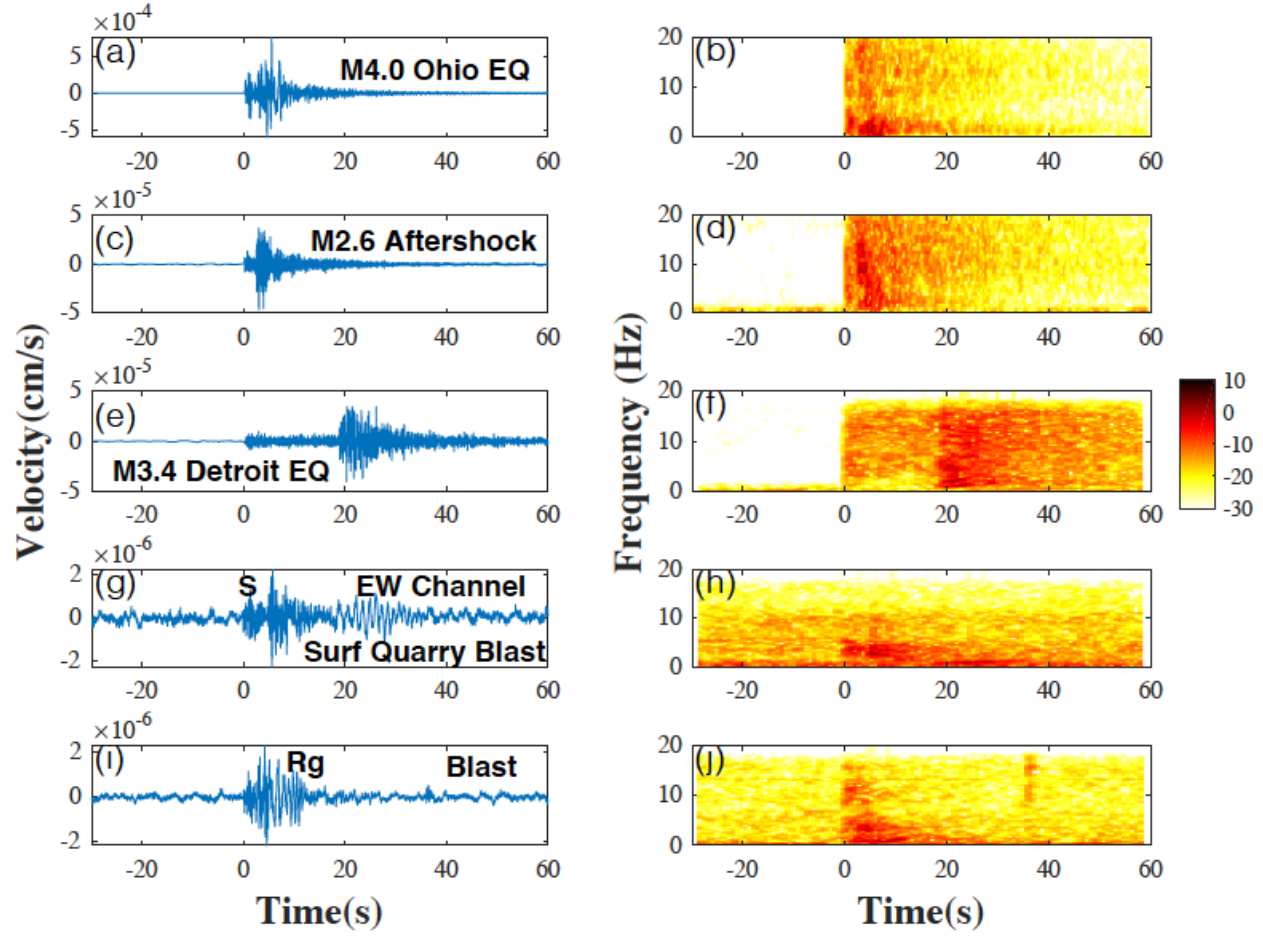 ×10-4
(a)
M4.0 Ohio EQ
5
0
-5
-20 0 20 40 60
(b)
20
10
0
-20 0 20 40 60
×10-5
(c)
M2.6 Aftershock
5
0
-5
-20 0 20 40 60
(d)
20
10
0
-20 0 20 40 60
×10-5
(e)
M3.4 Detroit EQ
5
0
-5
-20 0 20 40 60
(f)
20
10
0
-20 0 20 40 60
10
0
-10
-20
-30
×10-6
(g)
S
EW Channel
Surf Quarry Blast
2
0
-2
-20 0 20 40 60
(h)
20
10
0
-20 0 20 40 60
×10-6
(i)
Rg
Blast
2
0
-2
-20 0 20 40 60
(j)
20
10
0
-20 0 20 40 60
Velocity(cm/s)
Frequency (Hz)
Time(s)
Time(s)